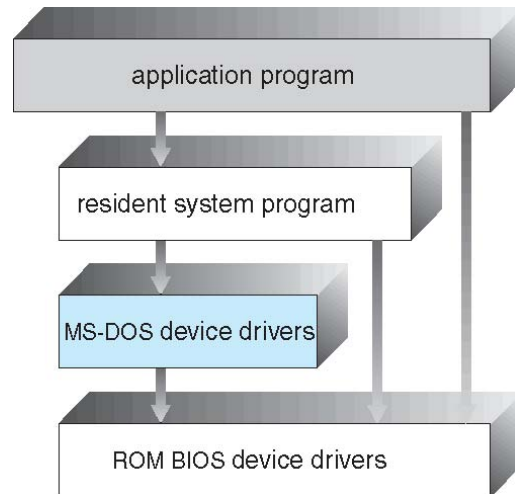 application program
resident system program
MS-DOS device drivers
ROM BIOS device drivers